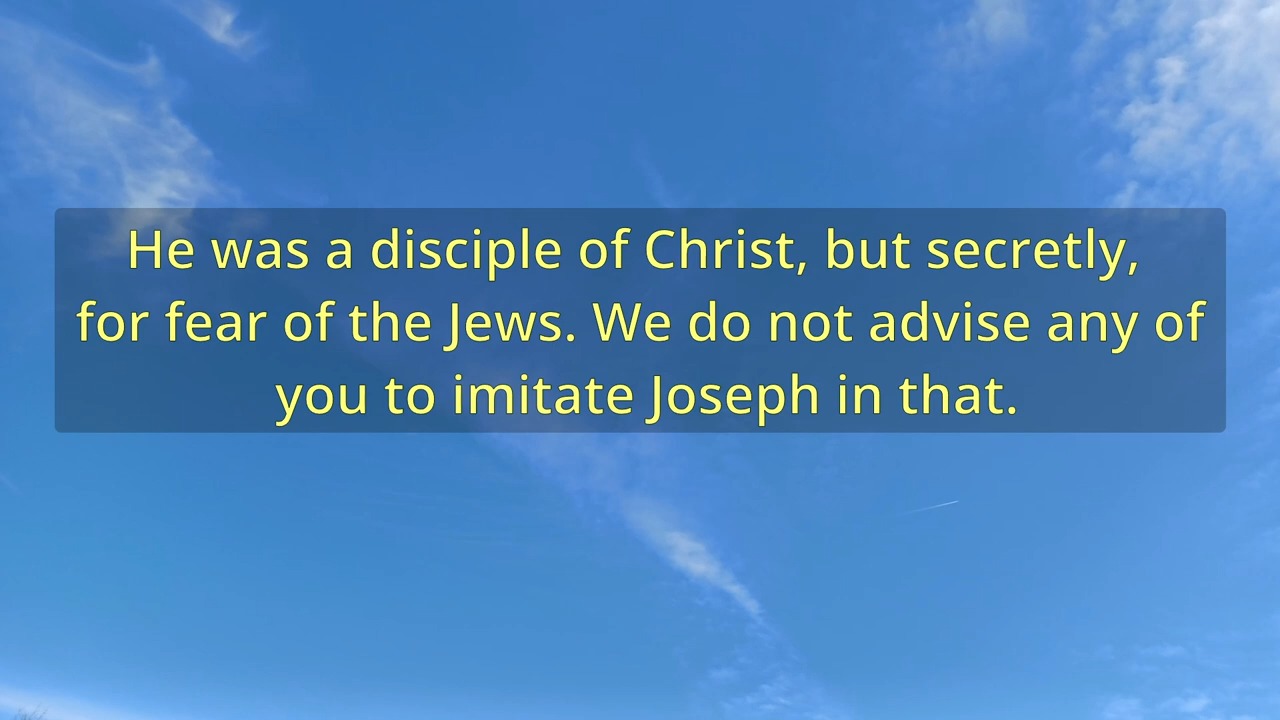 He was a disciple of Christ, but secretly,
for fear of the Jews. We do not advise any of
you to imitate Joseph in that.